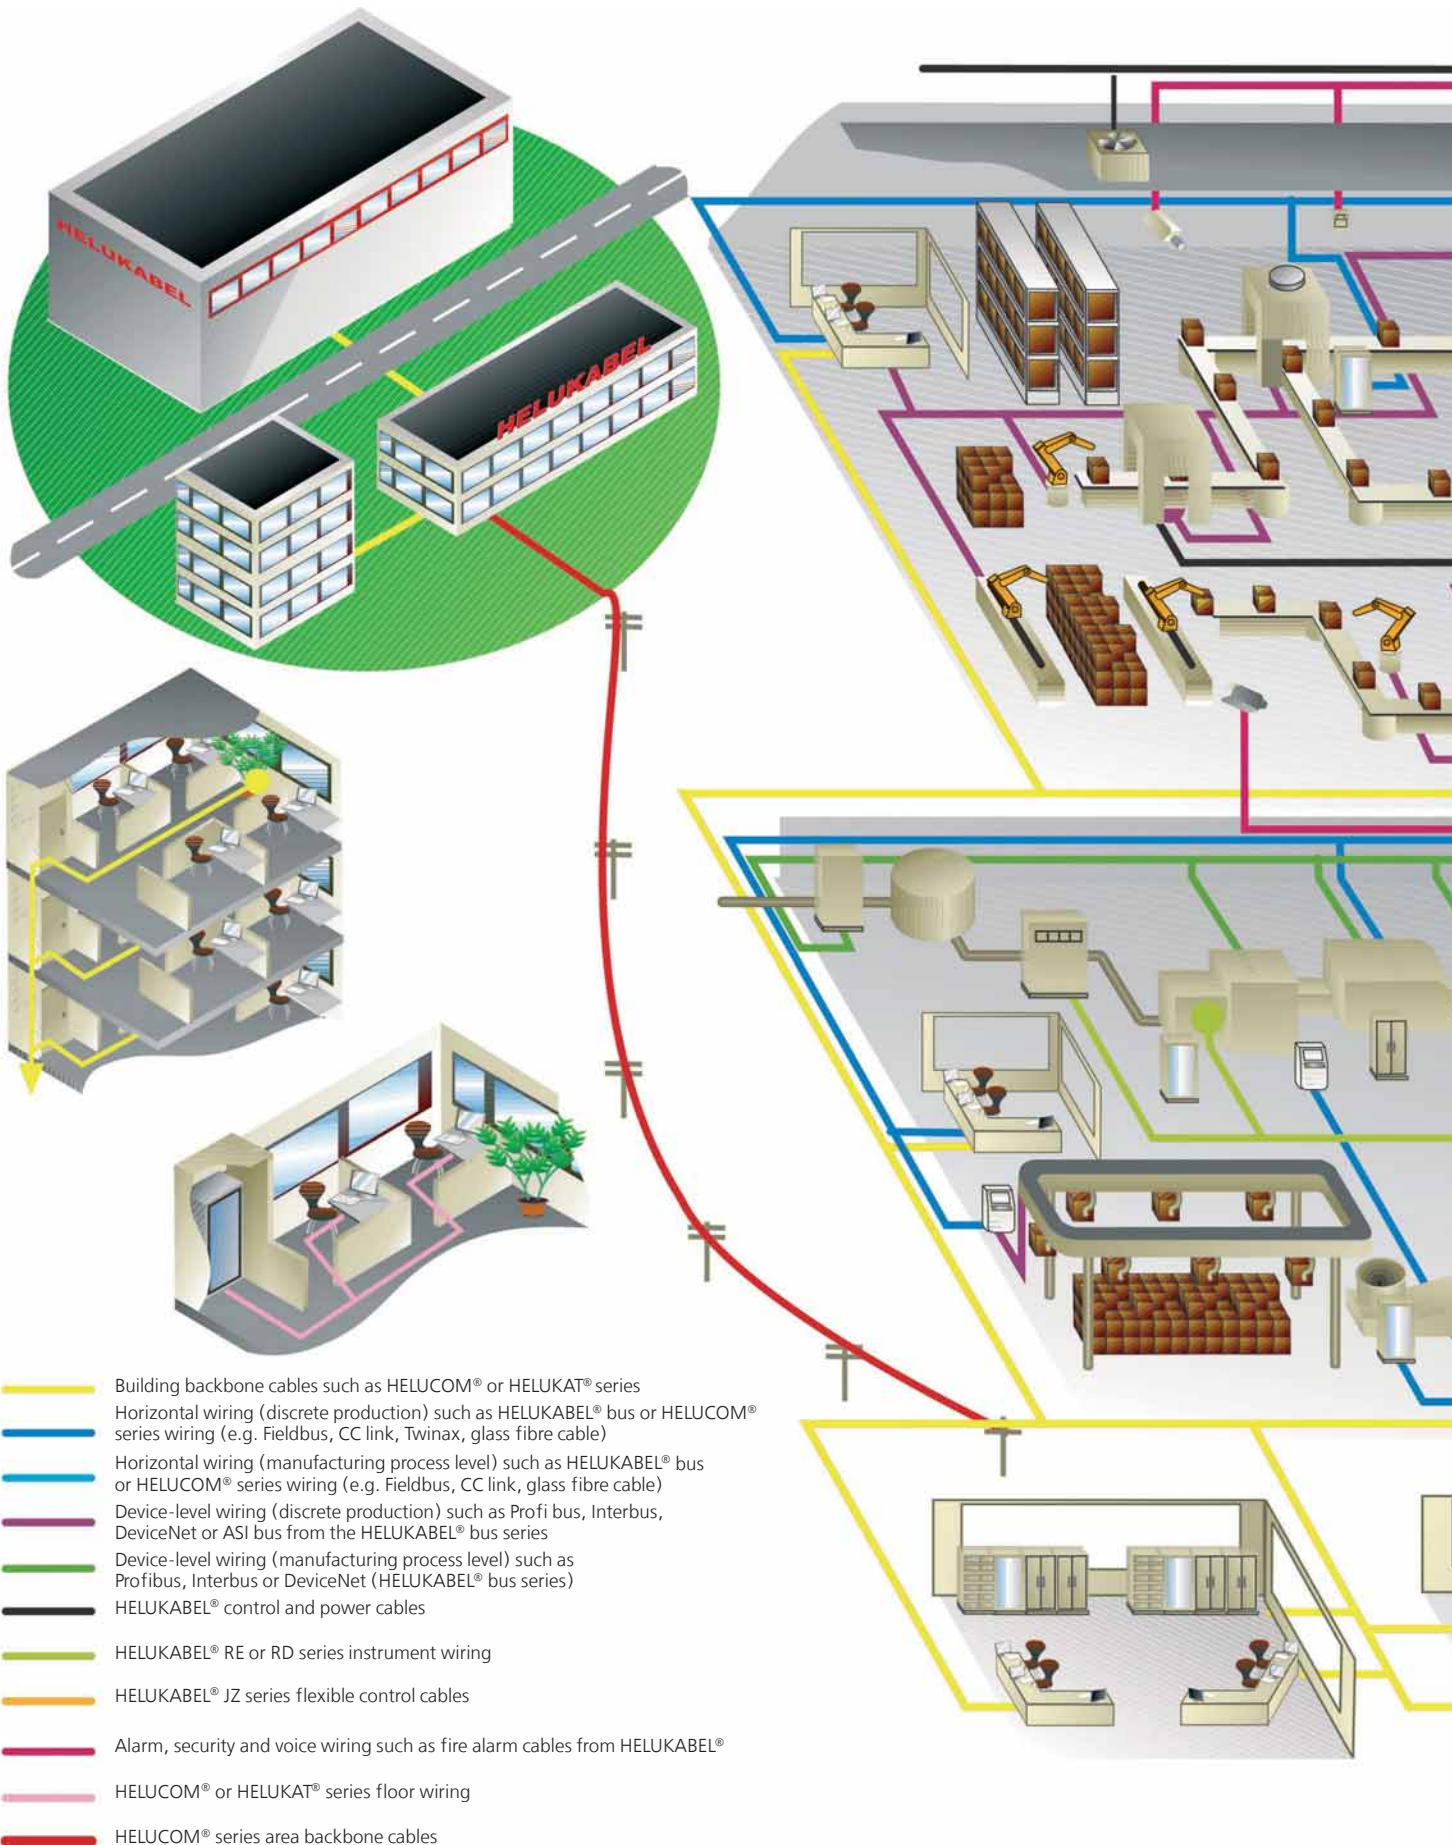 HELUKABEL
HELUKABEL
Building backbone cables such as HELUCOM® or HELUKAT® series
Horizontal wiring (discrete production) such as HELUKABEL® bus or HELUCOM®
series wiring (e.g. Fieldbus, CC link, Twinax, glass fibre cable)
Horizontal wiring (manufacturing process level) such as HELUKABEL® bus
or HELUCOM® series wiring (e.g. Fieldbus, CC link, glass fibre cable)
Device-level wiring (discrete production) such as Profi bus, Interbus,
DeviceNet or ASI bus from the HELUKABEL® bus series
Device-level wiring (manufacturing process level) such as
Profibus, Interbus or DeviceNet (HELUKABEL® bus series)
HELUKABEL® control and power cables
HELUKABEL® RE or RD series instrument wiring
HELUKABEL® JZ series flexible control cables
Alarm, security and voice wiring such as fire alarm cables from HELUKABEL®
HELUCOM® or HELUKAT® series floor wiring
HELUCOM® series area backbone cables